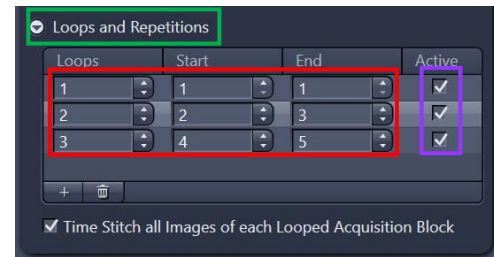 Loops and Repetitions
Loops Start End Active
1 1 1
2 2 3
3 4 5
+
Time Stitch all Images of each Looped Acquisition Block